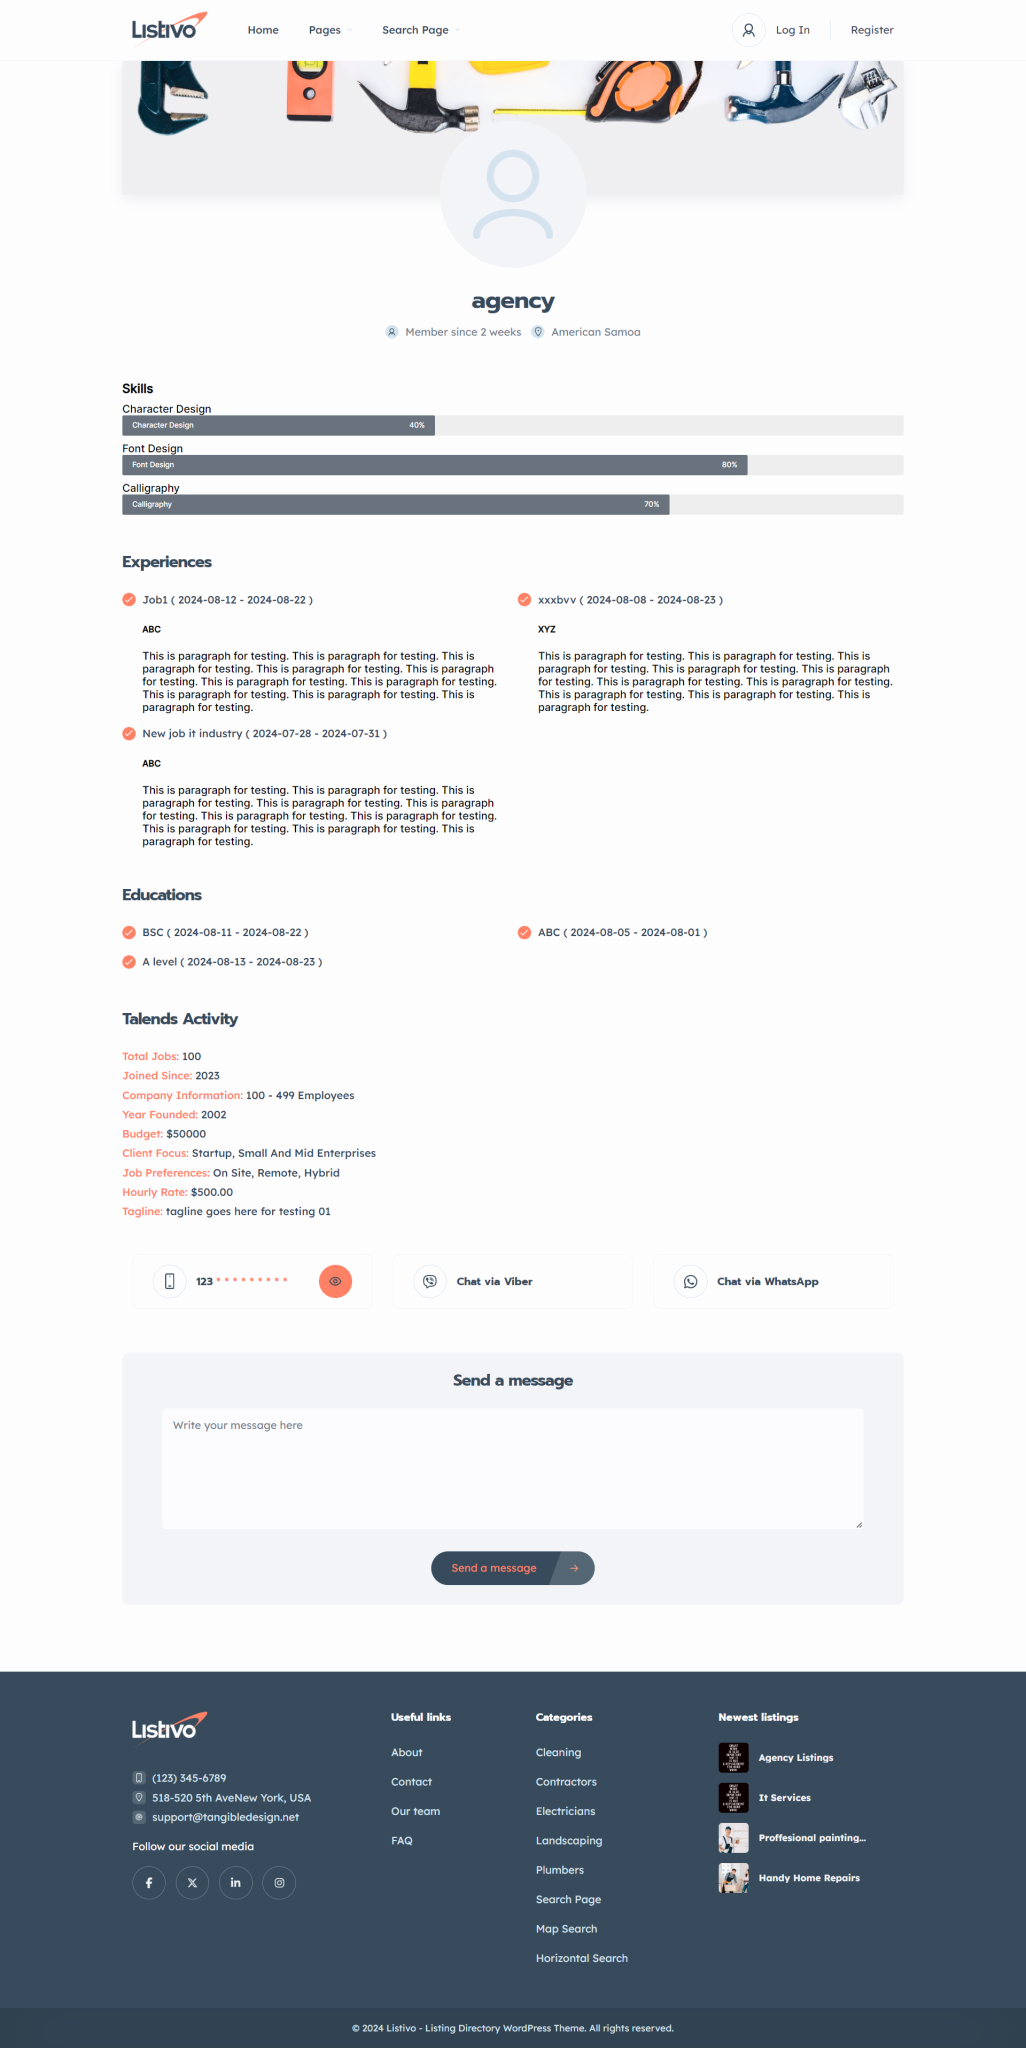 Listivo
Home Pages Search Page Log In Register
agency
Member since 2 weeks American Samoa
Skills
Character Design
Character Design 40%
Font Design
Font Design 80%
Calligraphy
Calligraphy 70%
Experiences
Job1 ( 2024-08-12 - 2024-08-22 )
ABC
This is paragraph for testing. This is paragraph for testing. This is
paragraph for testing. This is paragraph for testing. This is paragraph
for testing. This is paragraph for testing. This is paragraph for testing.
This is paragraph for testing. This is paragraph for testing. This is
paragraph for testing.
xxxbvv ( 2024-08-08 - 2024-08-23 )
XYZ
This is paragraph for testing. This is paragraph for testing. This is
paragraph for testing. This is paragraph for testing. This is paragraph
for testing. This is paragraph for testing. This is paragraph for testing.
This is paragraph for testing. This is paragraph for testing. This is
paragraph for testing.
New job it industry ( 2024-07-28 - 2024-07-31 )
ABC
This is paragraph for testing. This is paragraph for testing. This is
paragraph for testing. This is paragraph for testing. This is paragraph
for testing. This is paragraph for testing. This is paragraph for testing.
This is paragraph for testing. This is paragraph for testing. This is
paragraph for testing.
Educations
BSC ( 2024-08-11 - 2024-08-22 )
ABC ( 2024-08-05 - 2024-08-01 )
A level ( 2024-08-13 - 2024-08-23 )
Talends Activity
Total Jobs: 100
Joined Since: 2023
Company Information: 100 - 499 Employees
Year Founded: 2002
Budget: $50000
Client Focus: Startup, Small And Mid Enterprises
Job Preferences: On Site, Remote, Hybrid
Hourly Rate: $500.00
Tagline: tagline goes here for testing 01
123 * * * * * * * * *
Chat via Viber
Chat via WhatsApp
Send a message
Write your message here
Send a message
Listivo
(123) 345-6789
518-520 5th AveNew York, USA
support@tangibledesign.net
Follow our social media
Useful links
About
Contact
Our team
FAQ
Categories
Cleaning
Contractors
Electricians
Landscaping
Plumbers
Search Page
Map Search
Horizontal Search
Newest listings
Agency Listings
It Services
Proffesional painting...
Handy Home Repairs
© 2024 Listivo - Listing Directory WordPress Theme. All rights reserved.